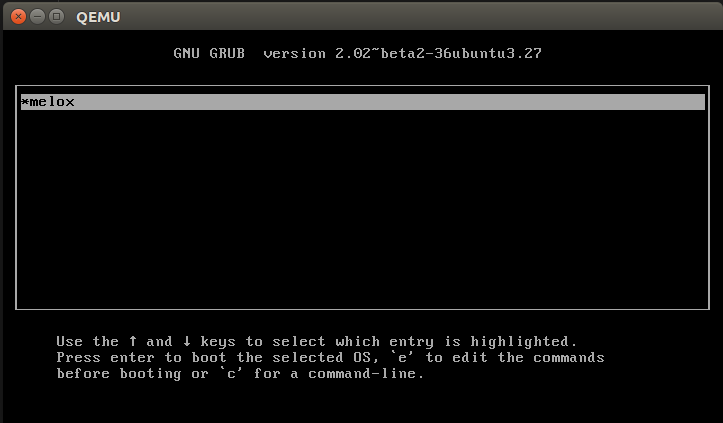 QEMU
GNU GRUB  version 2.02~beta2-36ubuntu3.27
*melox
Use the ↑ and ↓ keys to select which entry is highlighted.
Press enter to boot the selected OS, `e' to edit the commands
before booting or `c' for a command-line.